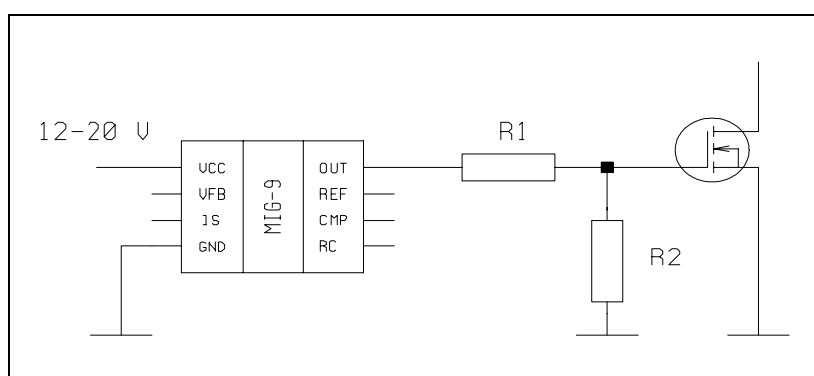 12-20 V
R1
VCC
OUT
VFB
REF
MIG-9
IS
CMP
GND
RC
R2